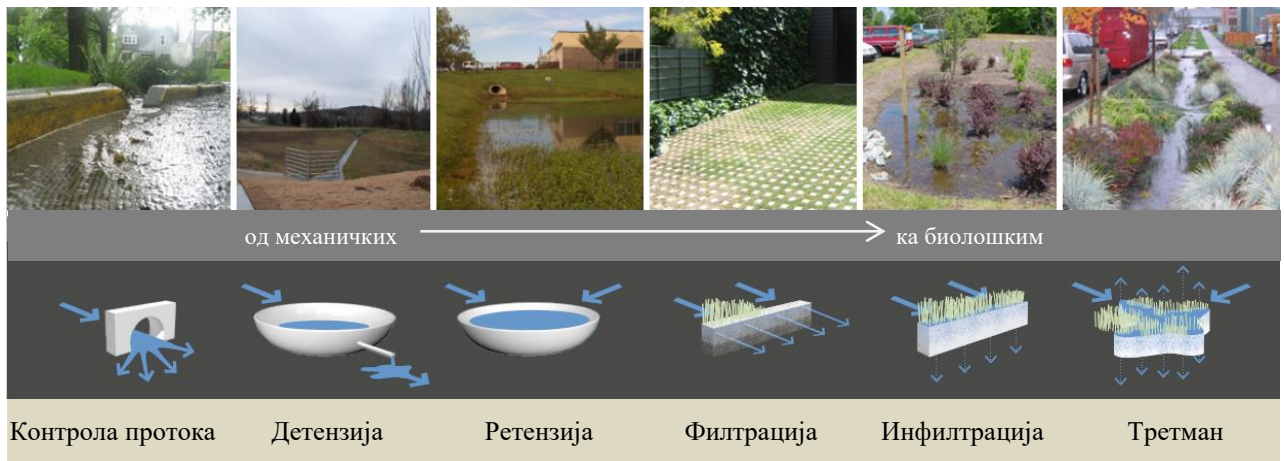 од механичких
ка биолошким
Контрола протока
Детензија
Ретензија
Филтрација
Инфилтрација
Третман